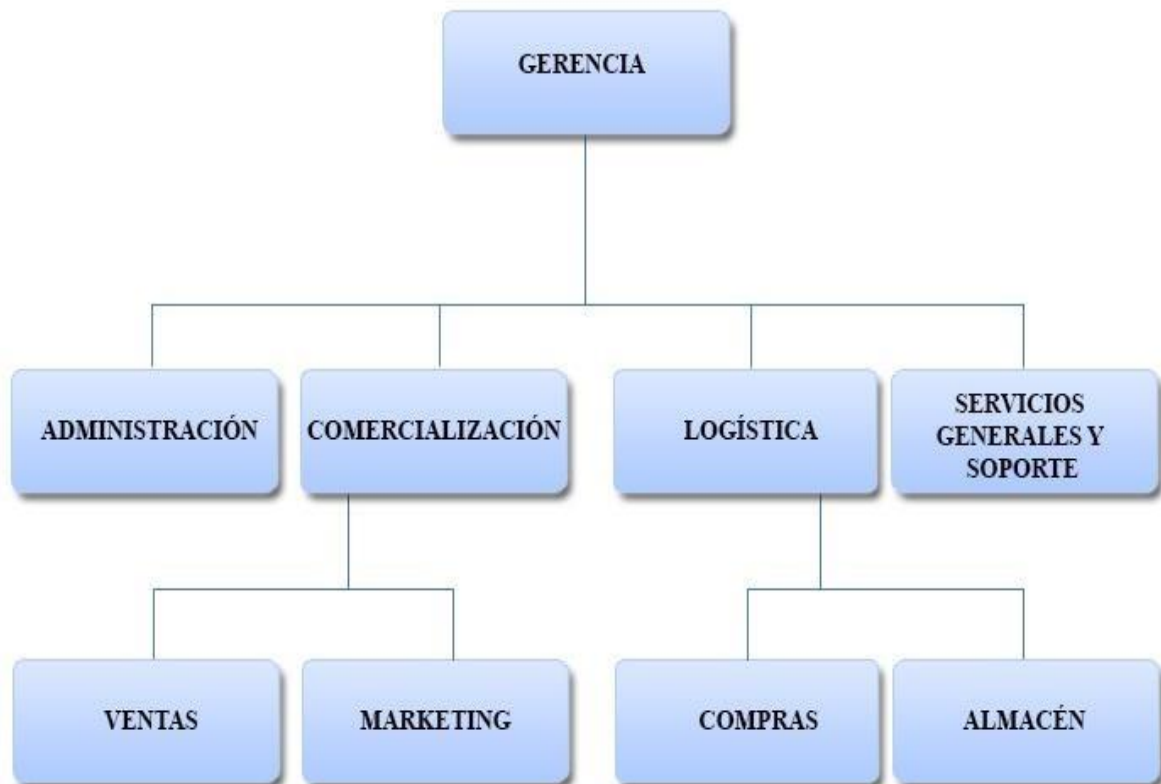 GERENCIA
ADMINISTRACIÓN
COMERCIALIZACIÓN
LOGÍSTICA
SERVICIOS
GENERALES Y
SOPORTE
VENTAS
MARKETING
COMPRAS
ALMACÉN